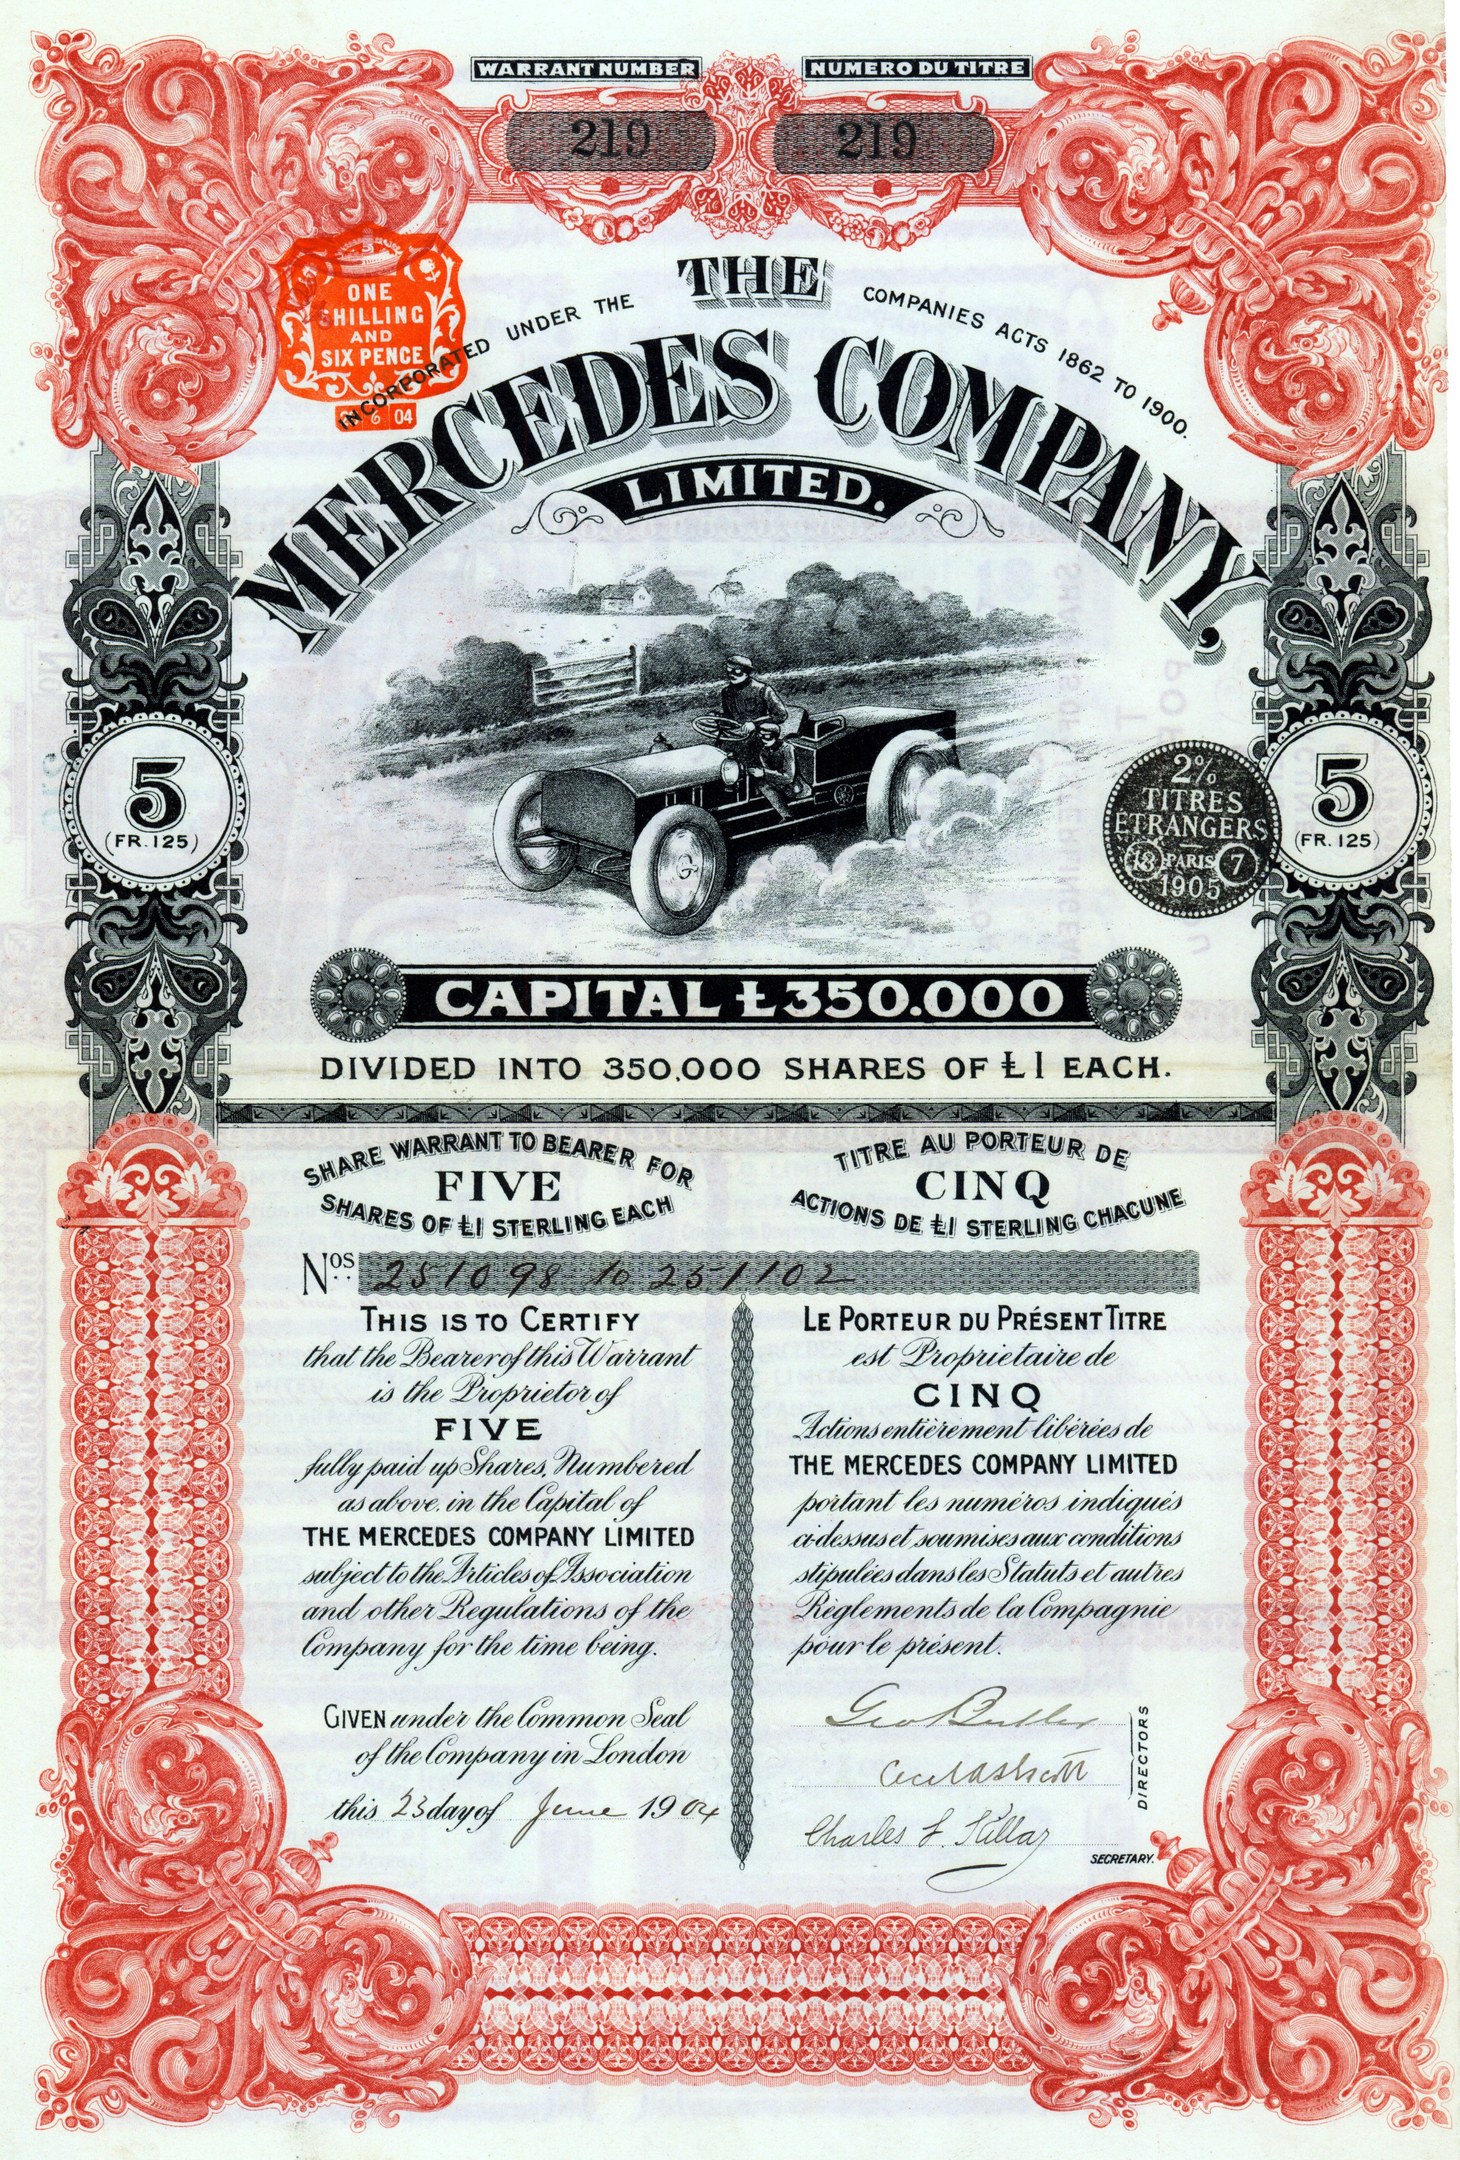 WARRANT NUMBER
NUMERO DU TITRE
219
219
THE
INCORPORATED UNDER THE COMPANIES ACTS 1862 TO 1900.
ONE
SHILLING
AND
SIX PENCE
6 04
MERCEDES COMPANY,
LIMITED.
5
(FR. 125)
2%
TITRES
ETRANGERS
13 PARIS 7
1905
5
(FR. 125)
CAPITAL £350.000
DIVIDED INTO 350,000 SHARES OF £1 EACH.
SHARE WARRANT TO BEARER FOR
FIVE
SHARES OF £1 STERLING EACH
TITRE AU PORTEUR DE
CINQ
ACTIONS DE £1 STERLING CHACUNE
Nos 251098 to 251102
THIS IS TO CERTIFY
that the Bearer of this Warrant
is the Proprietor of
FIVE
fully paid up Shares, Numbered
as above, in the Capital of
THE MERCEDES COMPANY LIMITED
subject to the Articles of Association
and other Regulations of the
Company for the time being.
GIVEN under the Common Seal
of the Company in London
this 23 day of June 1904
LE PORTEUR DU PRÉSENT TITRE
est Proprietaire de
CINQ
Actions entièrement libérées de
THE MERCEDES COMPANY LIMITED
portant les numéros indiqués
ci-dessus et soumises aux conditions
stipulées dans les Statuts et autres
Règlements de la Compagnie
pour le présent.
Geo Butler
DIRECTORS
Charles F. Killar
SECRETARY.